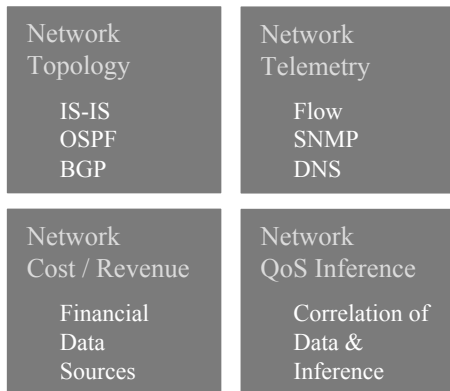 Network
Topology
IS-IS
OSPF
BGP
Network
Telemetry
Flow
SNMP
DNS
Network
Cost / Revenue
Financial
Data
Sources
Network
QoS Inference
Correlation of
Data &
Inference